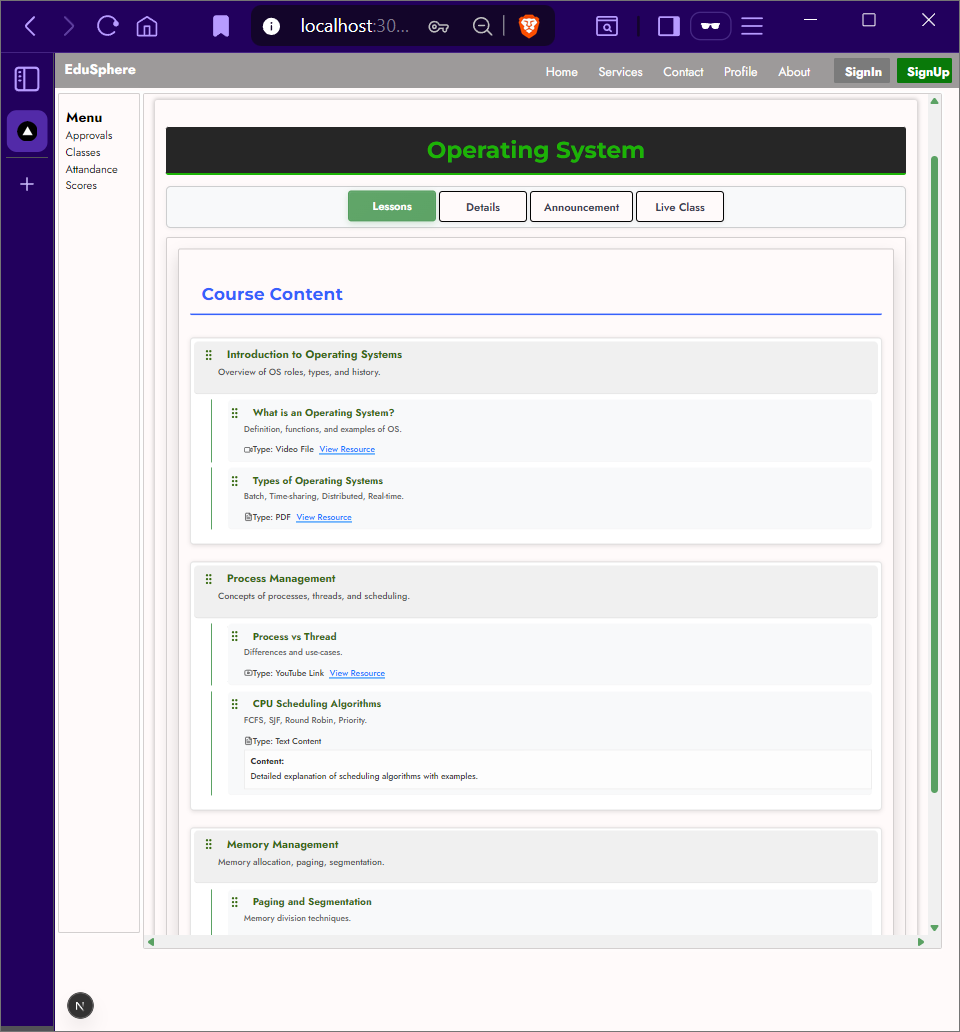 localhost:30...
EduSphere
Home Services Contact Profile About SignIn SignUp
Menu
Approvals
Classes
Attandance
Scores
Operating System
Lessons Details Announcement Live Class
Course Content
Introduction to Operating Systems
Overview of OS roles, types, and history.
What is an Operating System?
Definition, functions, and examples of OS.
Type: Video File View Resource
Types of Operating Systems
Batch, Time-sharing, Distributed, Real-time.
Type: PDF View Resource
Process Management
Concepts of processes, threads, and scheduling.
Process vs Thread
Differences and use-cases.
Type: YouTube Link View Resource
CPU Scheduling Algorithms
FCFS, SJF, Round Robin, Priority.
Type: Text Content
Content:
Detailed explanation of scheduling algorithms with examples.
Memory Management
Memory allocation, paging, segmentation.
Paging and Segmentation
Memory division techniques.
N